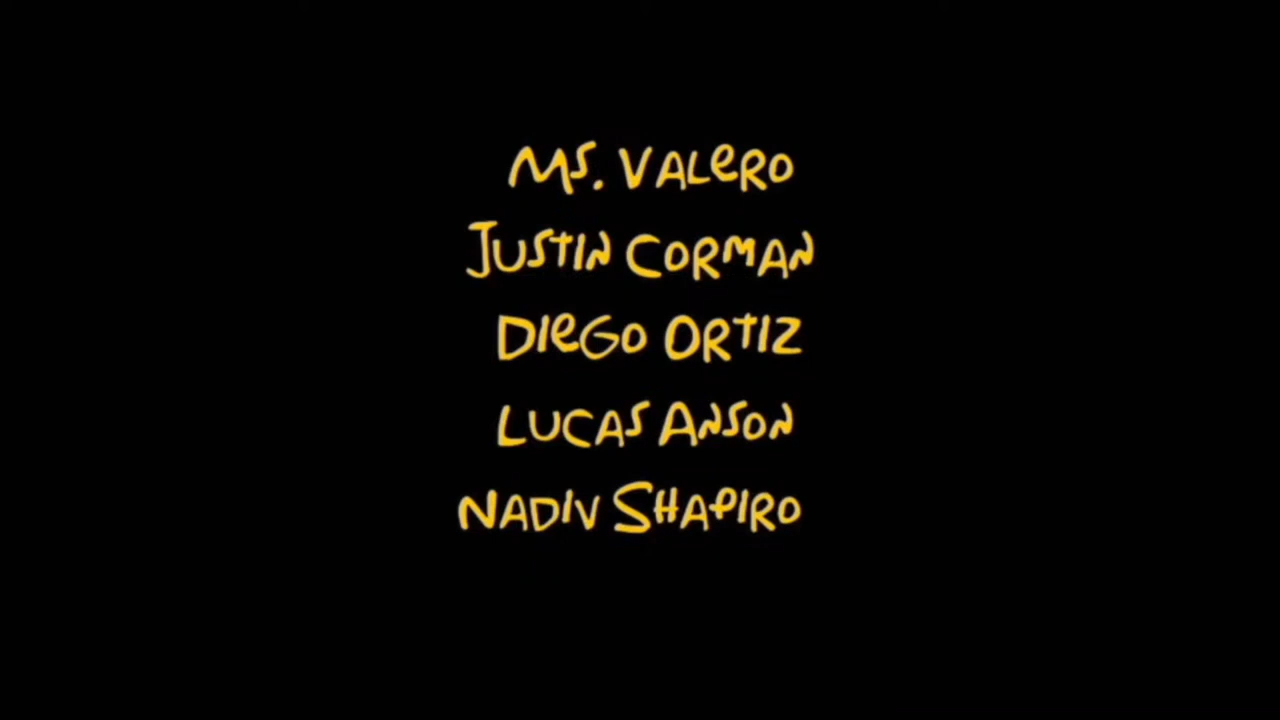 Ms. Valero
Justin Corman
Diego Ortiz
Lucas Anson
Nadiv Shapiro